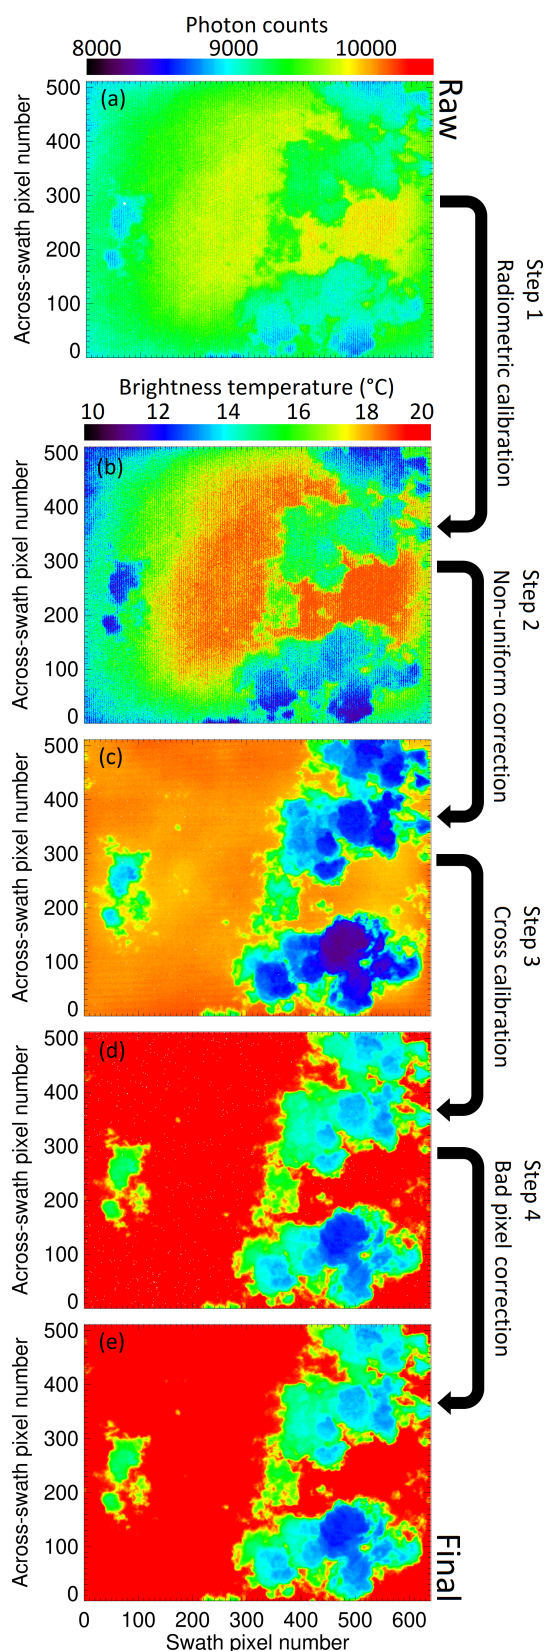 Photon counts
8000 9000 10000
(a)
Raw
500
400
300
200
100
0
Across-swath pixel number
Step 1
Radiometric calibration
Brightness temperature (°C)
10 12 14 16 18 20
(b)
500
400
300
200
100
0
Across-swath pixel number
Step 2
Non-uniform correction
(c)
500
400
300
200
100
0
Across-swath pixel number
Step 3
Cross calibration
(d)
500
400
300
200
100
0
Across-swath pixel number
Step 4
Bad pixel correction
(e)
500
400
300
200
100
0
Across-swath pixel number
Final
0 100 200 300 400 500 600
Swath pixel number